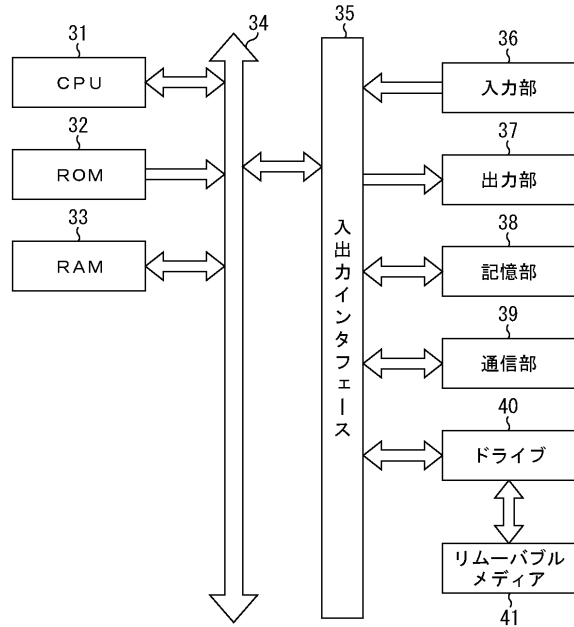 31
CPU
32
ROM
33
RAM
34
35
入出力インタフェース
36
入力部
37
出力部
38
記憶部
39
通信部
40
ドライブ
リムーバブル
メディア
41